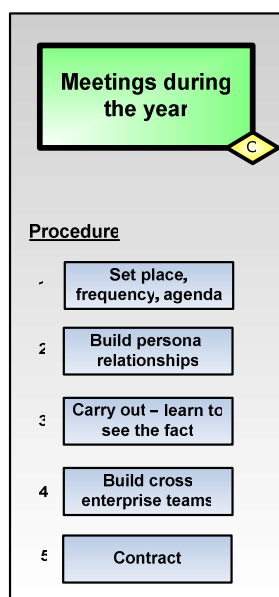 Meetings during
the year
C
Procedure
Set place,
frequency, agenda
2 Build persona
relationships
3 Carry out – learn to
see the fact
4 Build cross
enterprise teams
5 Contract